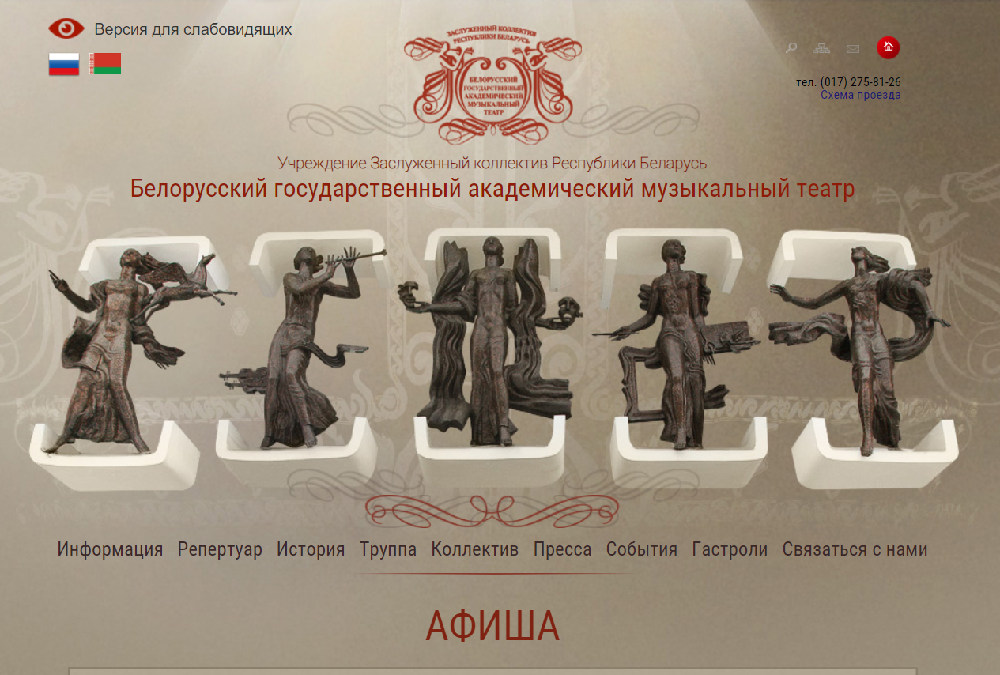 Версия для слабовидящих
ЗАСЛУЖЕННЫЙ КОЛЛЕКТИВ
РЕСПУБЛИКИ БЕЛАРУСЬ
БЕЛОРУССКИЙ
ГОСУДАРСТВЕННЫЙ
АКАДЕМИЧЕСКИЙ
МУЗЫКАЛЬНЫЙ
ТЕАТР
тел. (017) 275-81-26
Схема проезда
Учреждение Заслуженный коллектив Республики Беларусь
Белорусский государственный академический музыкальный театр
Информация Репертуар История Труппа Коллектив Пресса События Гастроли Связаться с нами
АФИША